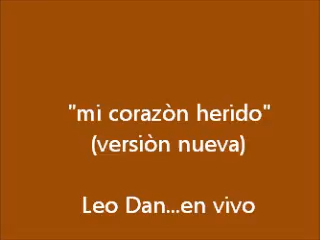 "mi corazòn herido"
(versiòn nueva)
Leo Dan...en vivo